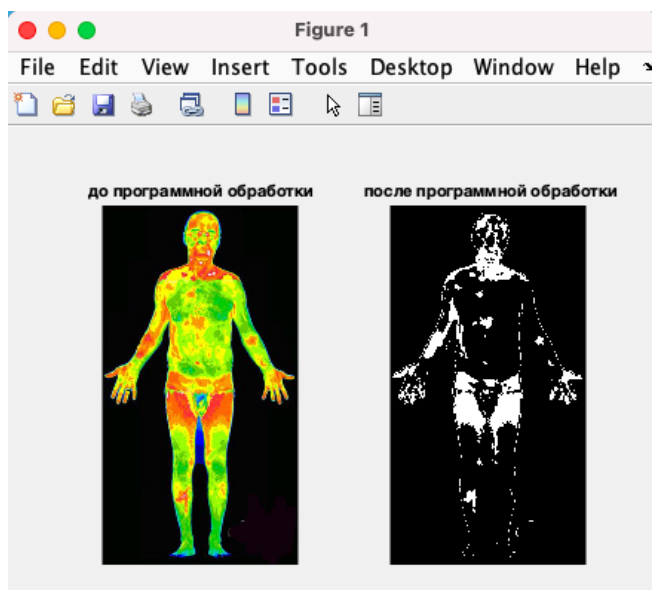 Figure 1
File Edit View Insert Tools Desktop Window Help
до программной обработки
после программной обработки